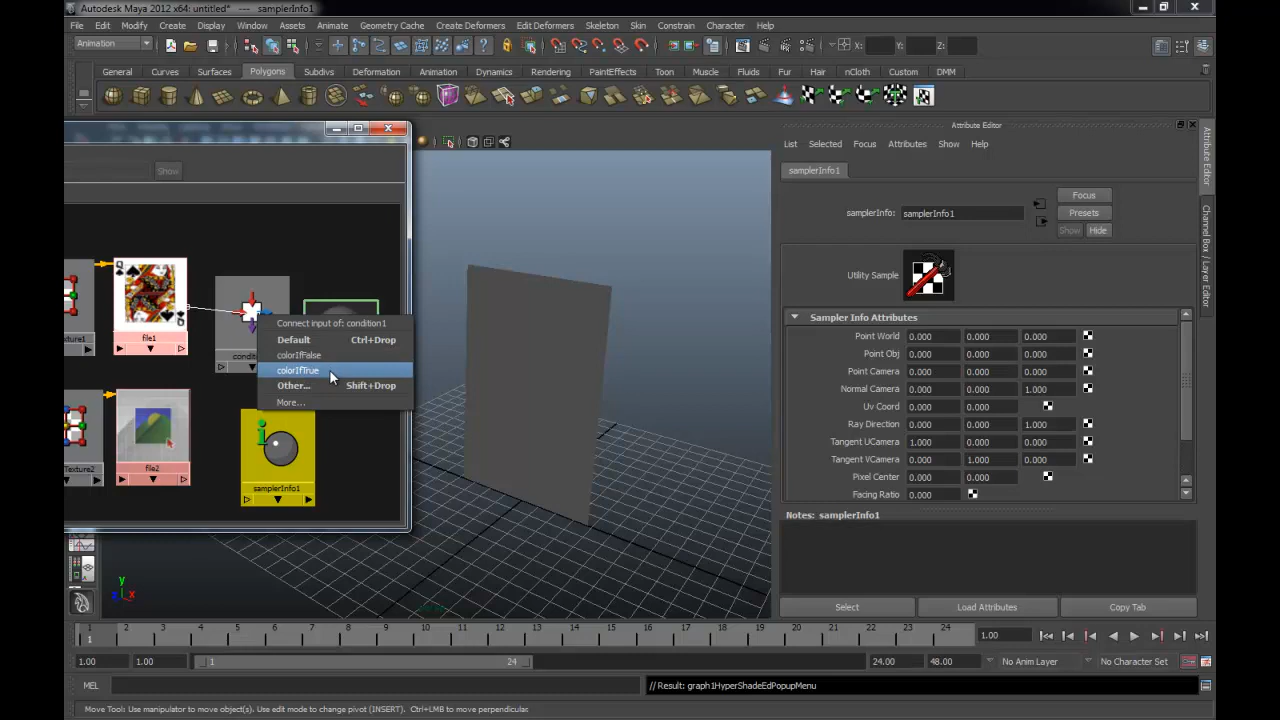 Autodesk Maya 2012 x64: untitled* --- samplerInfo1
File Edit Modify Create Display Window Assets Animate Geometry Cache Create Deformers Edit Deformers Skeleton Skin Constrain Character Help
Animation X: Y: Z:
General Curves Surfaces Polygons Subdivs Deformation Animation Dynamics Rendering PaintEffects Toon Muscle Fluids Fur Hair nCloth Custom DMM
Attribute Editor
List Selected Focus Attributes Show Help
Show
samplerInfo1
Focus
samplerInfo: samplerInfo1
Presets
Show Hide
Utility Sample
Sampler Info Attributes
Point World 0.000 0.000 0.000
Point Obj 0.000 0.000 0.000
Point Camera 0.000 0.000 0.000
Normal Camera 0.000 0.000 1.000
Uv Coord 0.000 0.000
Ray Direction 0.000 0.000 1.000
Tangent UCamera 1.000 0.000 0.000
Tangent VCamera 0.000 1.000 0.000
Pixel Center 0.000 0.000
Facing Ratio 0.000
Notes: samplerInfo1
Select Load Attributes Copy Tab
Attribute Editor
Channel Box / Layer Editor
Q
Q
texture1 file1
conditi
Connect input of: condition1
Default Ctrl+Drop
colorIfFalse
colorIfTrue
Other... Shift+Drop
More...
Texture2 file2
i
samplerInfo1
y
z x
1 2 3 4 5 6 7 8 9 10 11 12 13 14 15 16 17 18 19 20 21 22 23 24
1 1.00
1.00 1.00 1 24 24.00 48.00 No Anim Layer No Character Set
MEL // Result: graph1HyperShadeEdPopupMenu
Move Tool: Use manipulator to move object(s). Use edit mode to change pivot (INSERT). Ctrl+LMB to move perpendicular.